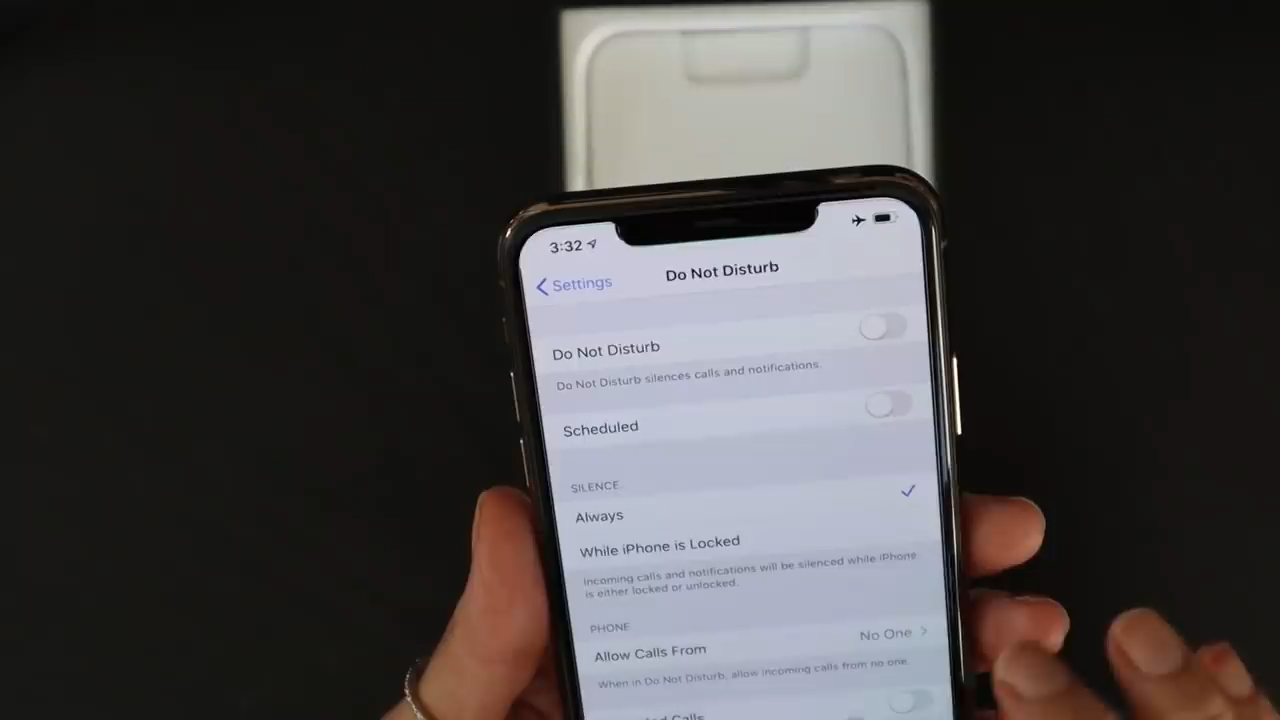 3:32
Settings
Do Not Disturb
Do Not Disturb
Do Not Disturb silences calls and notifications.
Scheduled
SILENCE
Always
While iPhone is Locked
Incoming calls and notifications will be silenced while iPhone
is either locked or unlocked.
PHONE
Allow Calls From No One
When in Do Not Disturb, allow incoming calls from no one.
Calls